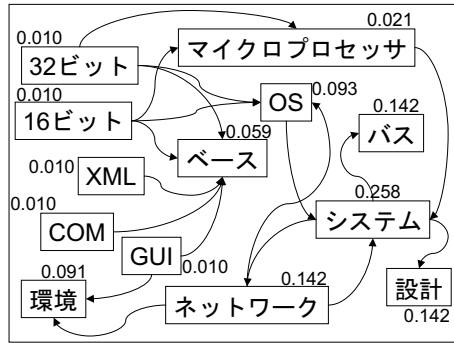 0.021
0.010
マイクロプロセッサ
32ビット
0.010
OS
0.093
16ビット
0.142
0.059
バス
ベース
0.010
XML
0.258
0.010
システム
COM
GUI
0.010
0.091
0.142
環境
ネットワーク
設計
0.142